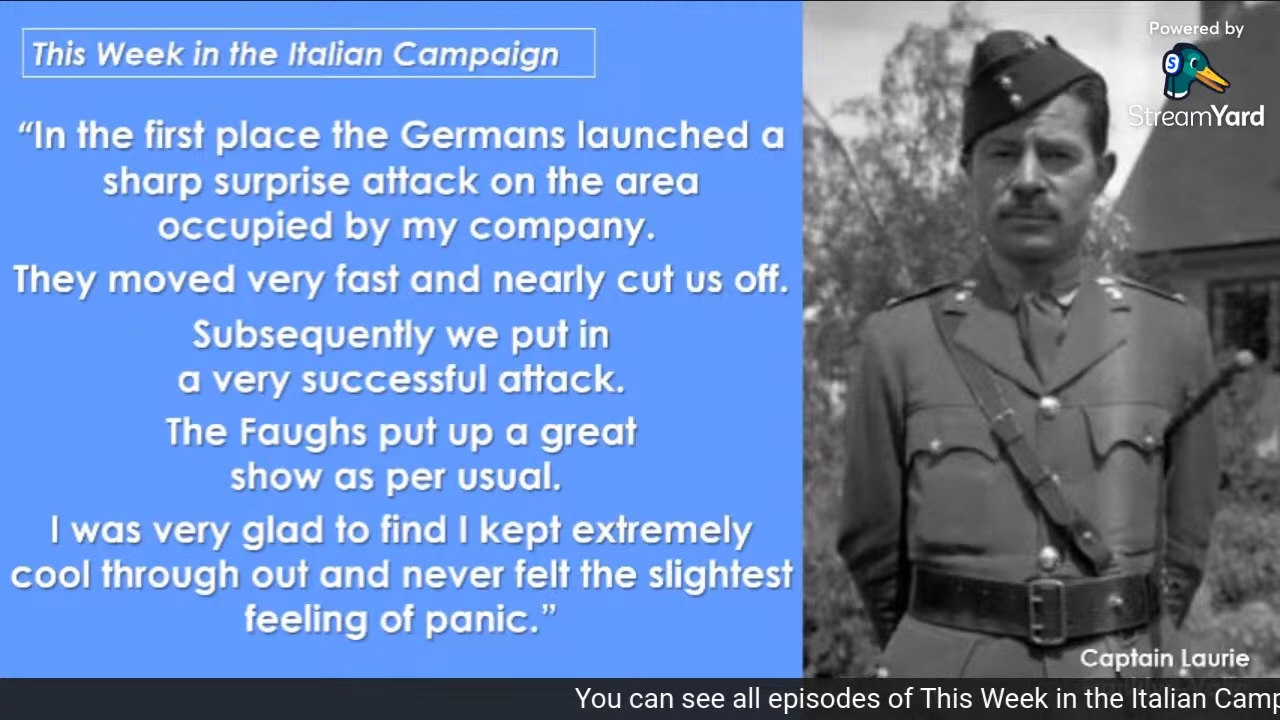 This Week in the Italian Campaign
Powered by
StreamYard
“In the first place the Germans launched a
sharp surprise attack on the area
occupied by my company.
They moved very fast and nearly cut us off.
Subsequently we put in
a very successful attack.
The Faughs put up a great
show as per usual.
I was very glad to find I kept extremely
cool through out and never felt the slightest
feeling of panic.”
Captain Laurie
You can see all episodes of This Week in the Italian Camp